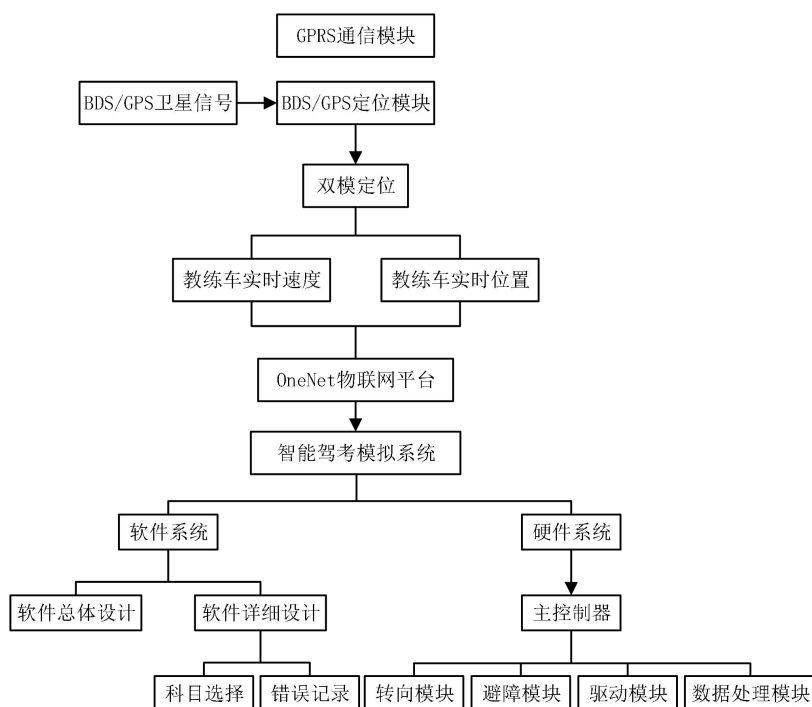 GPRS通信模块
BDS/GPS卫星信号
BDS/GPS定位模块
双模定位
教练车实时速度
教练车实时位置
OneNet物联网平台
智能驾考模拟系统
软件系统
硬件系统
软件总体设计
软件详细设计
主控制器
科目选择
错误记录
转向模块
避障模块
驱动模块
数据处理模块